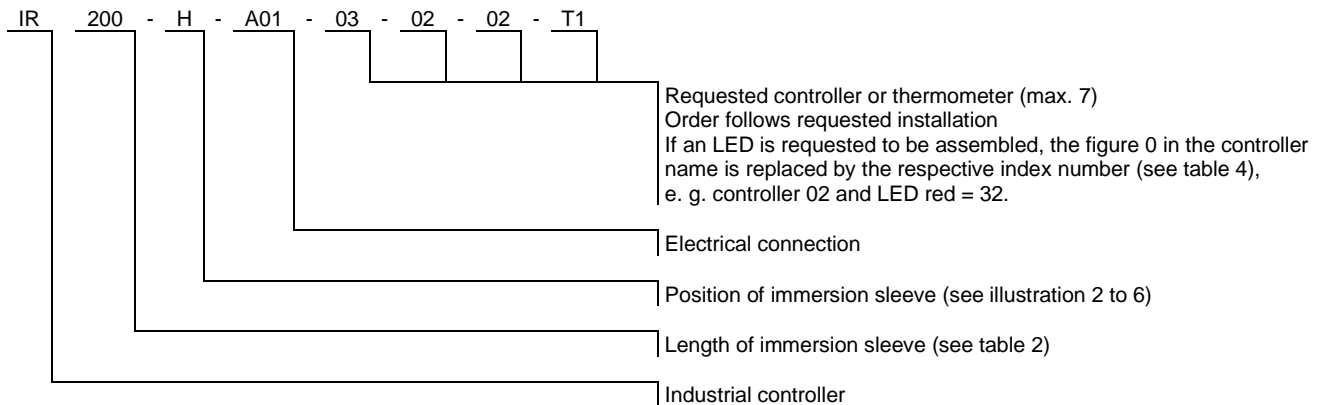 IR 200 - H - A01 - 03 - 02 - 02 - T1
Requested controller or thermometer (max. 7)
Order follows requested installation
If an LED is requested to be assembled, the figure 0 in the controller
name is replaced by the respective index number (see table 4),
e. g. controller 02 and LED red = 32.
Electrical connection
Position of immersion sleeve (see illustration 2 to 6)
Length of immersion sleeve (see table 2)
Industrial controller